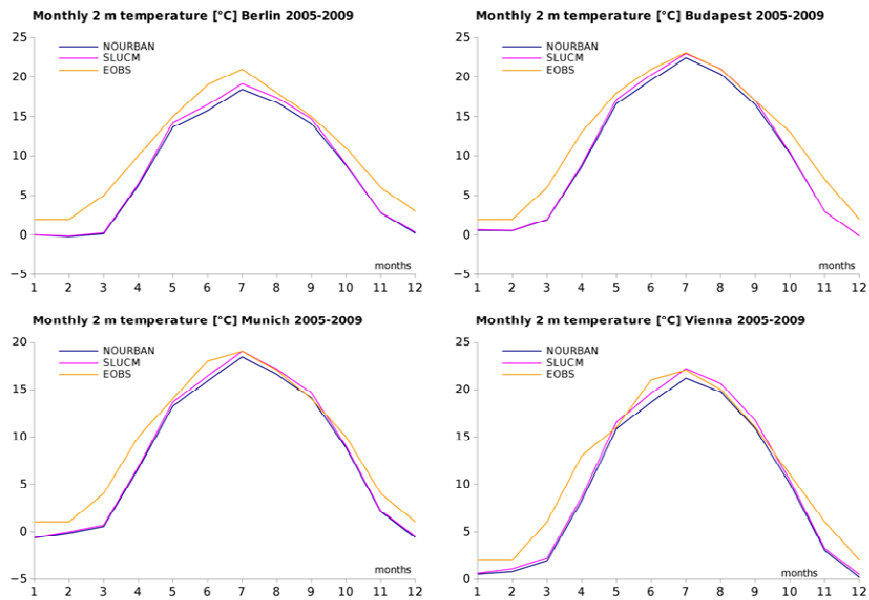 Monthly 2 m temperature [°C] Berlin 2005-2009
25
20
15
10
5
0
−5
NOURBAN
SLUCM
EOBS
months
1 2 3 4 5 6 7 8 9 10 11 12
Monthly 2 m temperature [°C] Budapest 2005-2009
25
20
15
10
5
0
−5
NOURBAN
SLUCM
EOBS
months
1 2 3 4 5 6 7 8 9 10 11 12
Monthly 2 m temperature [°C] Munich 2005-2009
20
15
10
5
0
−5
NOURBAN
SLUCM
EOBS
months
1 2 3 4 5 6 7 8 9 10 11 12
Monthly 2 m temperature [°C] Vienna 2005-2009
25
20
15
10
5
0
NOURBAN
SLUCM
EOBS
months
1 2 3 4 5 6 7 8 9 10 11 12